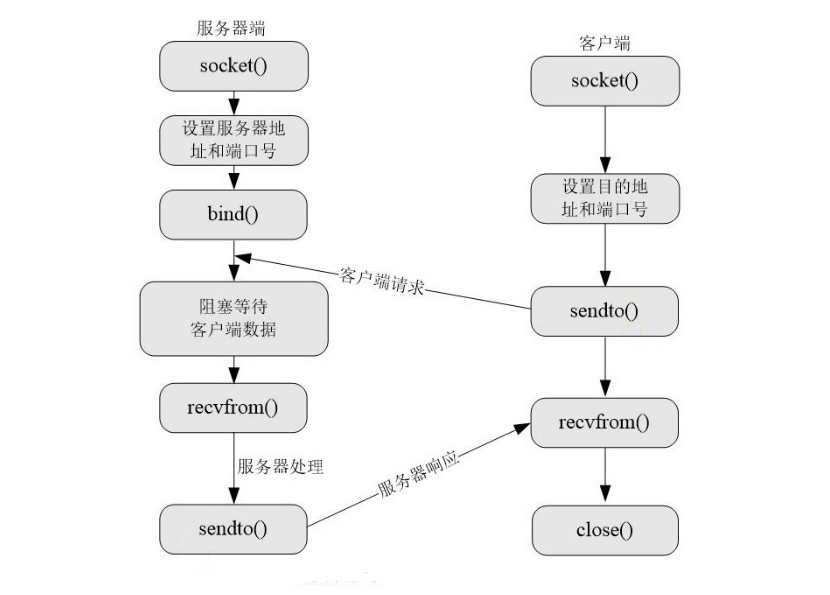 服务器端
socket()
设置服务器地
址和端口号
bind()
阻塞等待
客户端数据
recvfrom()
服务器处理
sendto()
客户端请求
服务器响应
客户端
socket()
设置目的地
址和端口号
sendto()
recvfrom()
close()